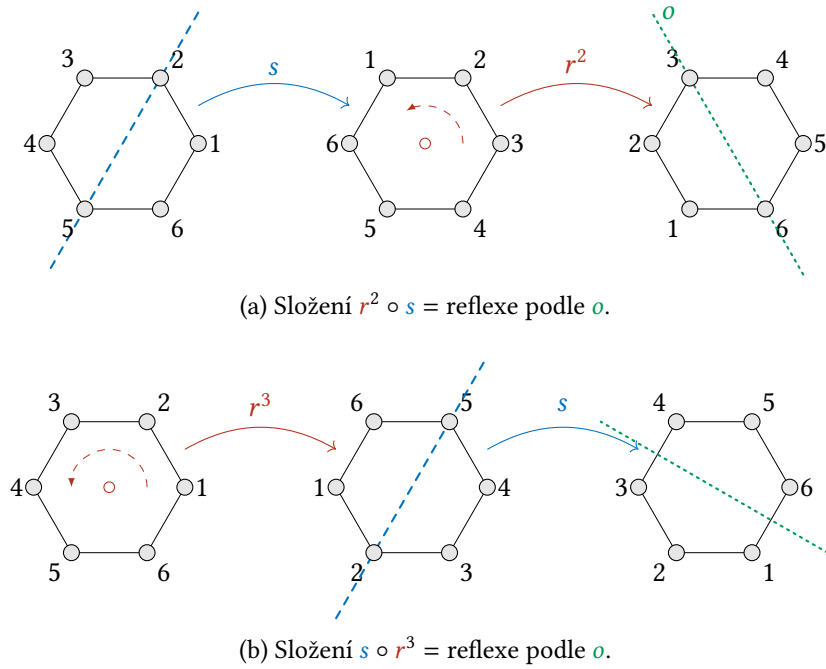 s
r²
o
3 2 1 2 3 4
4 1 6 3 2 5
5 6 5 4 1 6
(a) Složení r² ∘ s = reflexe podle o.
r³
s
3 2 6 5 4 5
4 1 1 4 3 6
5 6 2 3 2 1
(b) Složení s ∘ r³ = reflexe podle o.